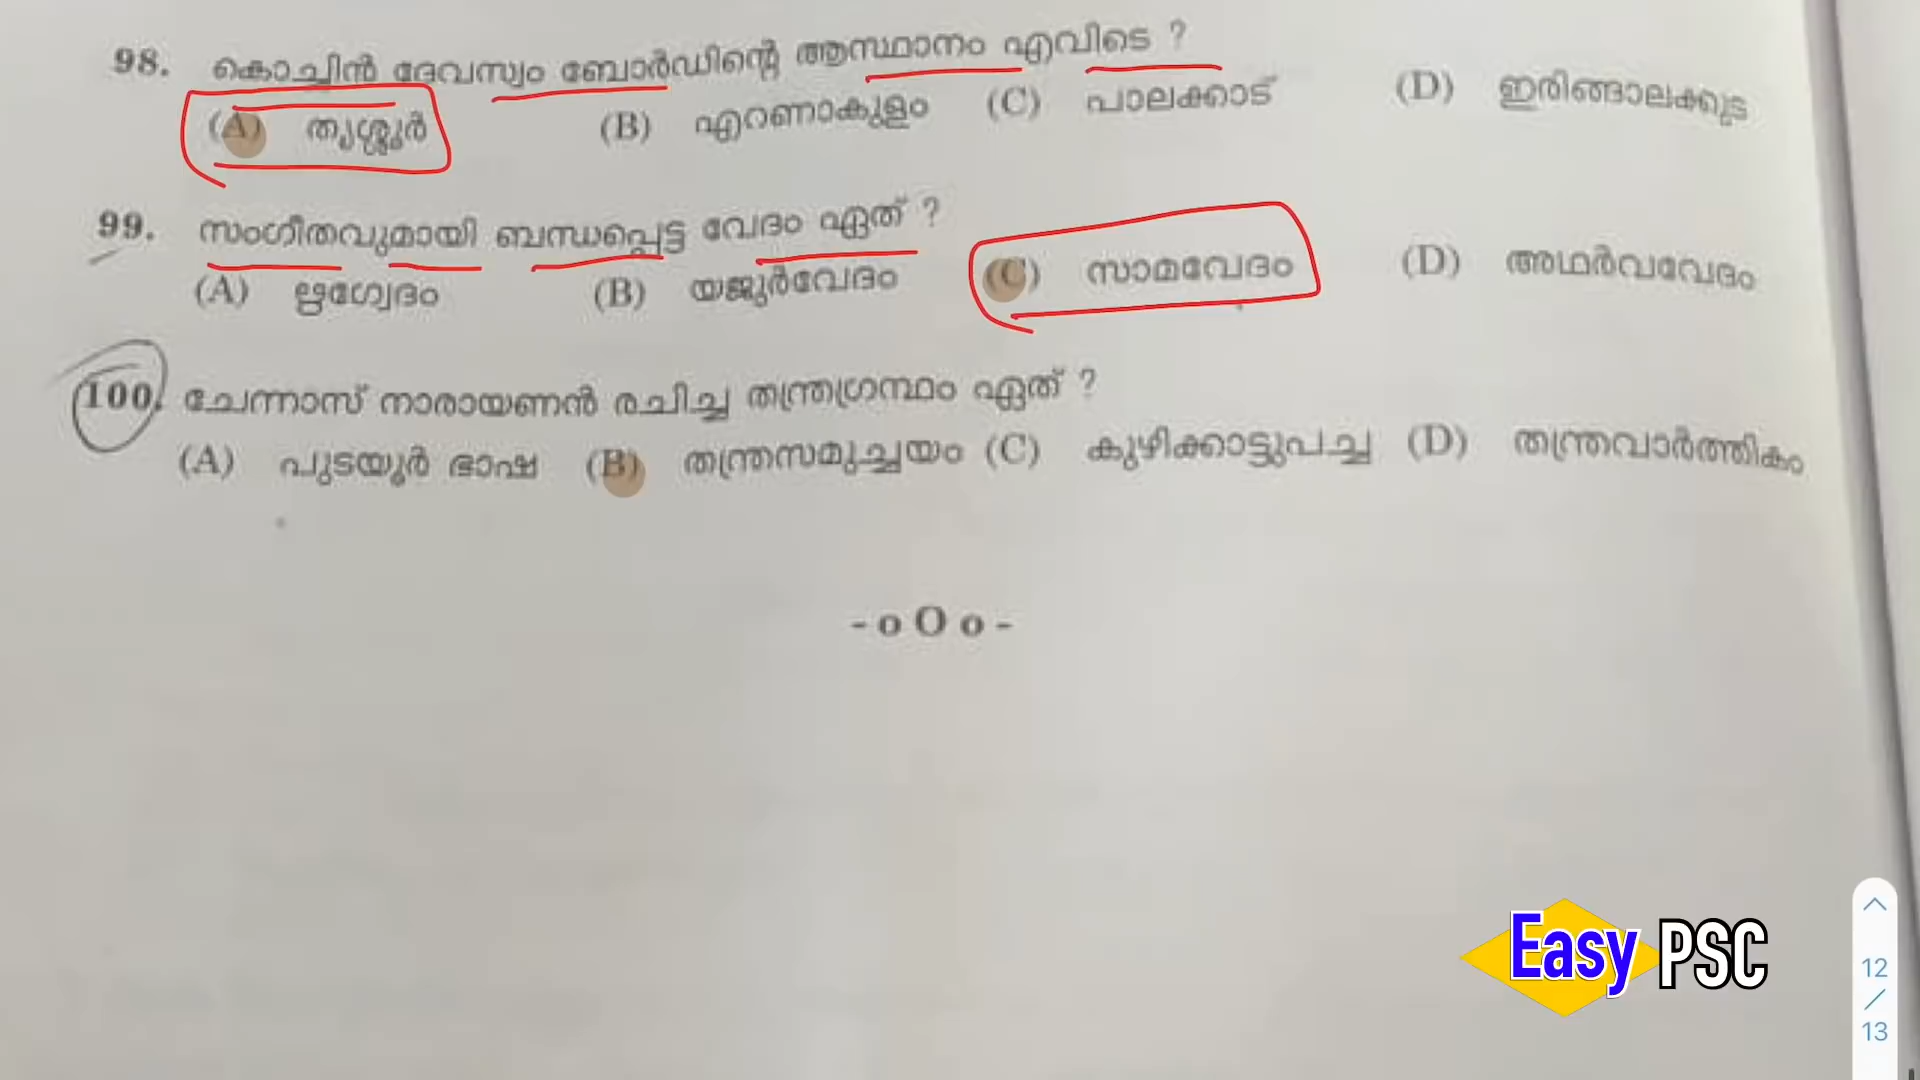 98. കൊച്ചിൻ ദേവസ്വം ബോർഡിന്റെ ആസ്ഥാനം എവിടെ ?
(A) തൃശ്ശൂർ (B) എറണാകുളം (C) പാലക്കാട് (D) ഇരിങ്ങാലക്കുട
99. സംഗീതവുമായി ബന്ധപ്പെട്ട വേദം ഏത് ?
(A) ഋഗ്വേദം (B) യജുർവേദം (C) സാമവേദം (D) അഥർവവേദം
100. ചേന്നാസ് നാരായണൻ രചിച്ച തന്ത്രഗ്രന്ഥം ഏത് ?
(A) പുടയൂർ ഭാഷ (B) തന്ത്രസമുച്ചയം (C) കുഴിക്കാട്ടുപച്ച (D) തന്ത്രവാർത്തികം
- o O o -
Easy PSC
12
/
13